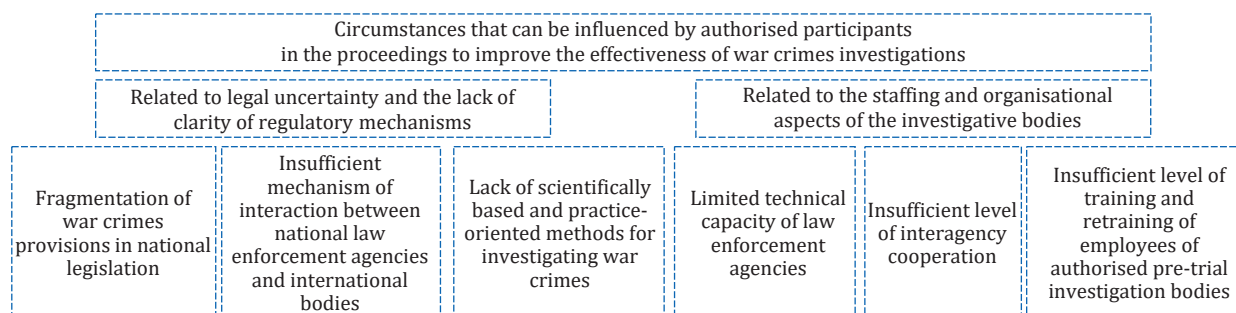 Circumstances that can be influenced by authorised participants
in the proceedings to improve the effectiveness of war crimes investigations
Related to legal uncertainty and the lack of
clarity of regulatory mechanisms
Related to the staffing and organisational
aspects of the investigative bodies
Fragmentation of
war crimes
provisions in national
legislation
Insufficient
mechanism of
interaction between
national law
enforcement agencies
and international
bodies
Lack of scientifically
based and practice-
oriented methods for
investigating war
crimes
Limited technical
capacity of law
enforcement
agencies
Insufficient level
of interagency
cooperation
Insufficient level of
training and
retraining of
employees of
authorised pre-trial
investigation bodies